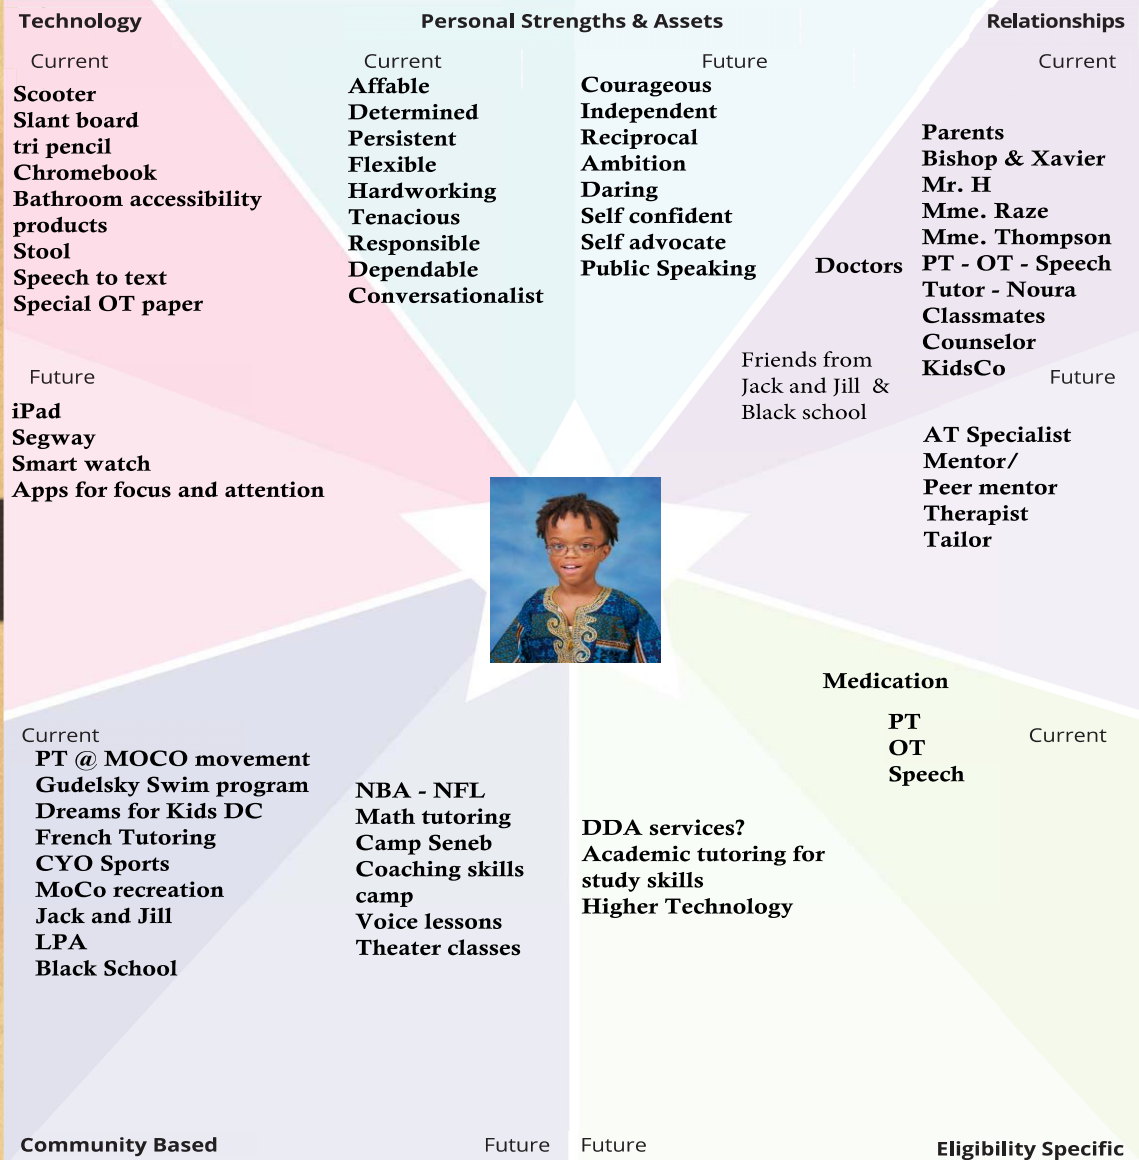 Technology
Current
Scooter
Slant board
tri pencil
Chromebook
Bathroom accessibility
products
Stool
Speech to text
Special OT paper
Future
iPad
Segway
Smart watch
Apps for focus and attention
Personal Strengths & Assets
Current
Affable
Determined
Persistent
Flexible
Hardworking
Tenacious
Responsible
Dependable
Conversationalist
Future
Courageous
Independent
Reciprocal
Ambition
Daring
Self confident
Self advocate
Public Speaking
Relationships
Current
Parents
Bishop & Xavier
Mr. H
Mme. Raze
Mme. Thompson
PT - OT - Speech
Tutor - Noura
Classmates
Counselor
KidsCo
Doctors
Friends from
Jack and Jill &
Black school
Future
AT Specialist
Mentor/
Peer mentor
Therapist
Tailor
Current
PT @ MOCO movement
Gudelsky Swim program
Dreams for Kids DC
French Tutoring
CYO Sports
MoCo recreation
Jack and Jill
LPA
Black School
NBA - NFL
Math tutoring
Camp Seneb
Coaching skills
camp
Voice lessons
Theater classes
Community Based
Future
Medication
PT
OT
Speech
Current
DDA services?
Academic tutoring for
study skills
Higher Technology
Future
Eligibility Specific